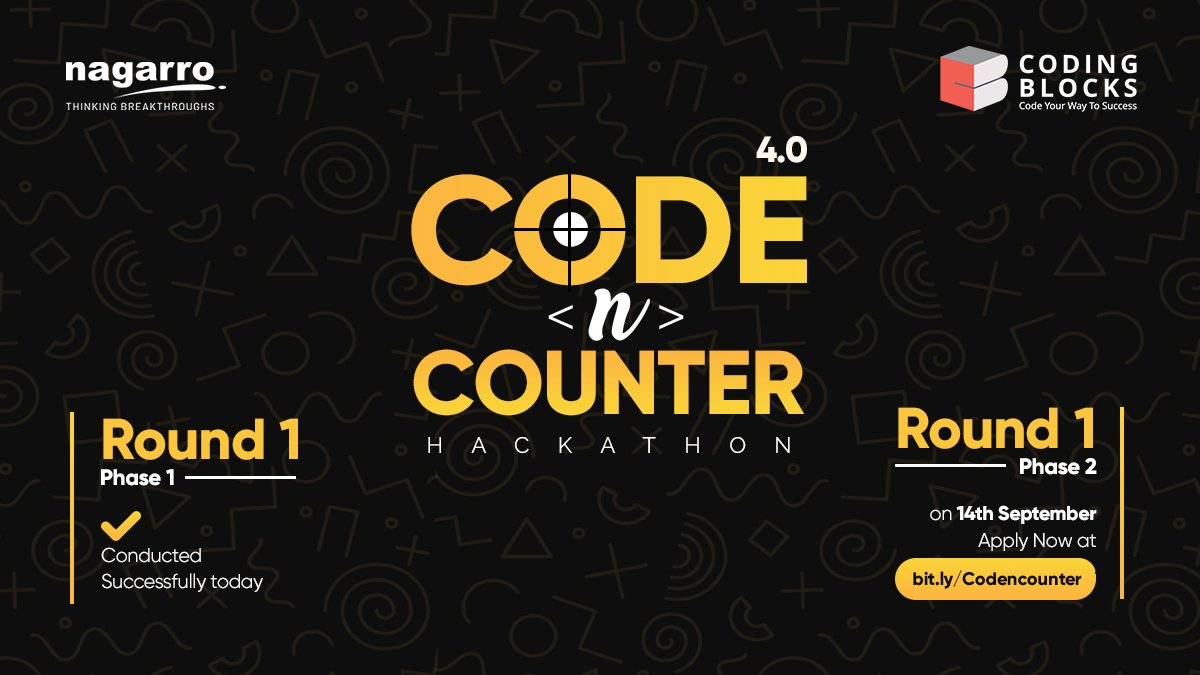 nagarro
THINKING BREAKTHROUGHS
CODING
BLOCKS
Code Your Way To Success
4.0
CODE
<n>
COUNTER
HACKATHON
Round 1
Phase 1
Conducted
Successfully today
Round 1
Phase 2
on 14th September
Apply Now at
bit.ly/Codencounter